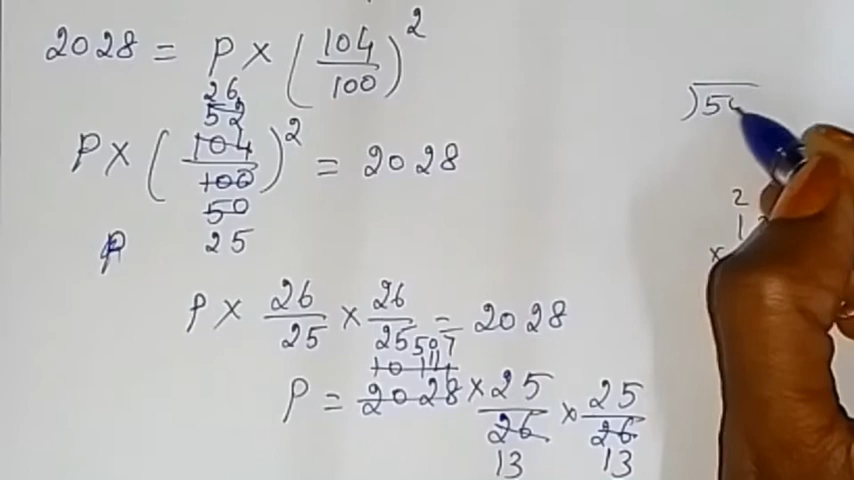 2028 = P × (104/100)²
26
52
P × (104/100)² = 2028
50
P 25
P × 26/25 × 26/25 = 2028
507
P = 2028 × 25/26 × 25/26
13 13
)5
2
1
×